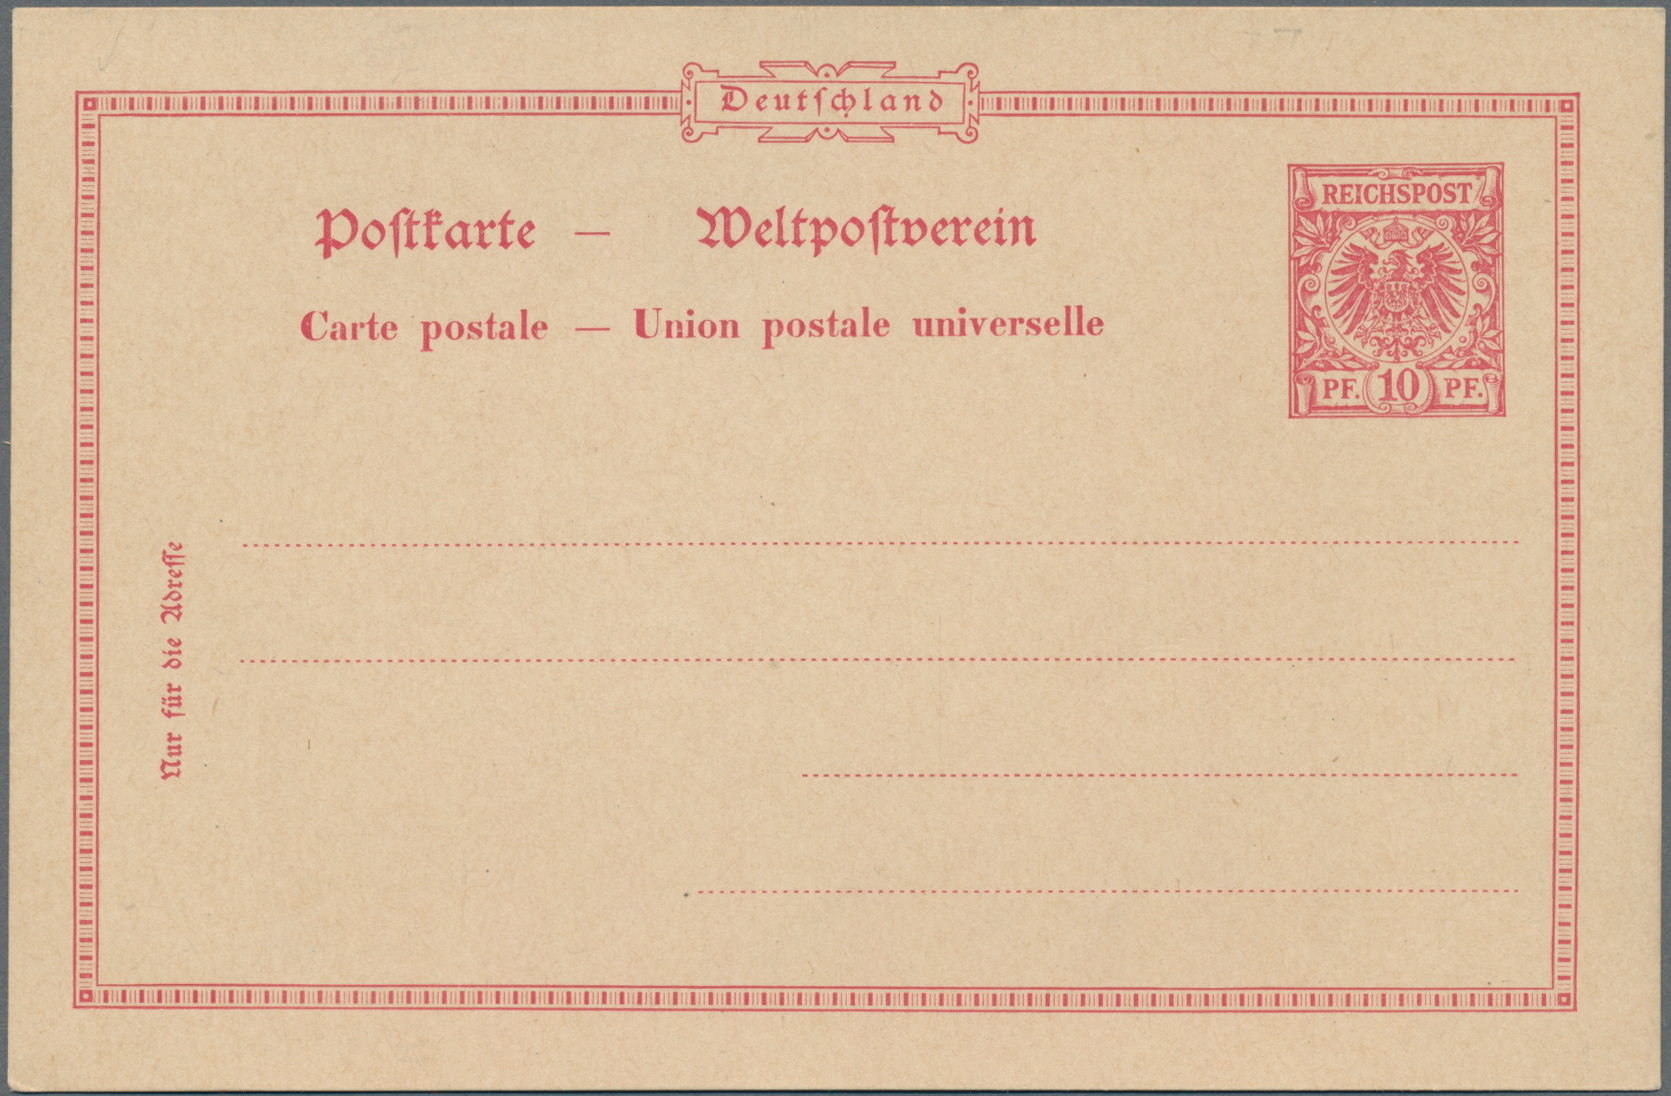 Deutſchland
REICHSPOST
Poſtkarte — Weltpoſtverein
Carte postale — Union postale universelle
PF. 10 PF.
Nur für die Adreſſe